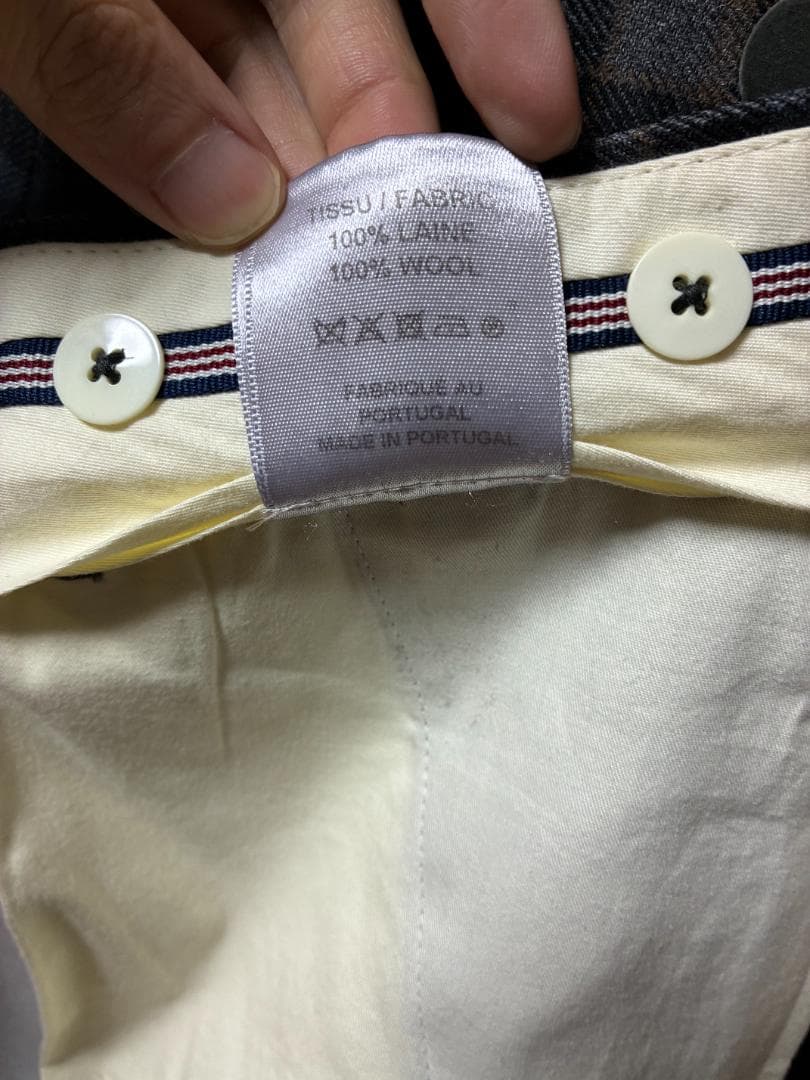 TISSU / FABRIC
100% LAINE
100% WOOL
FABRIQUÉ AU
PORTUGAL
MADE IN PORTUGAL